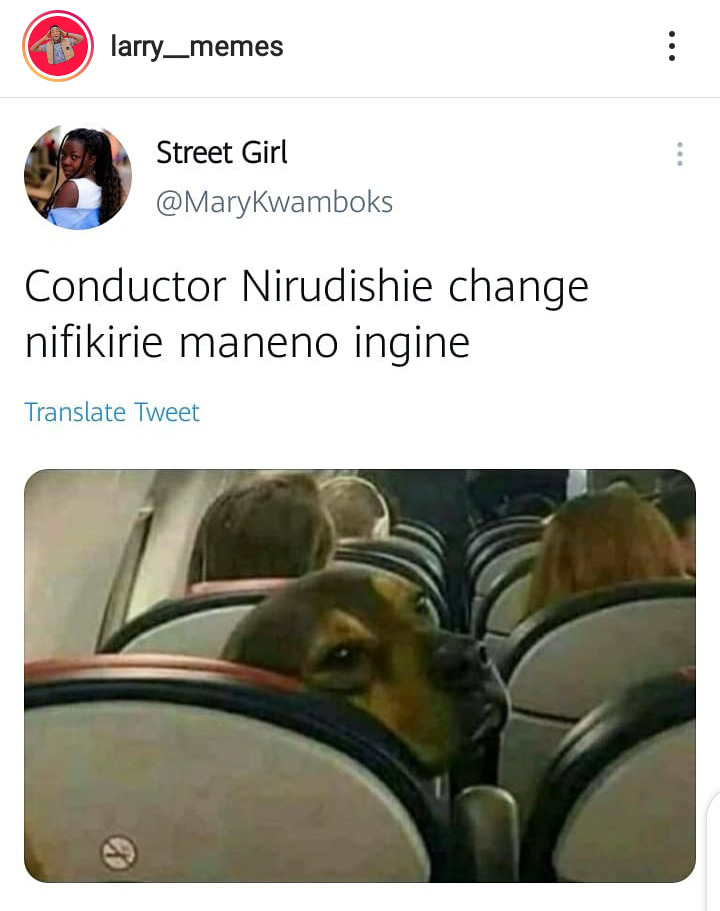 larry__memes
Street Girl
@MaryKwamboks
Conductor Nirudishie change
nifikirie maneno ingine
Translate Tweet